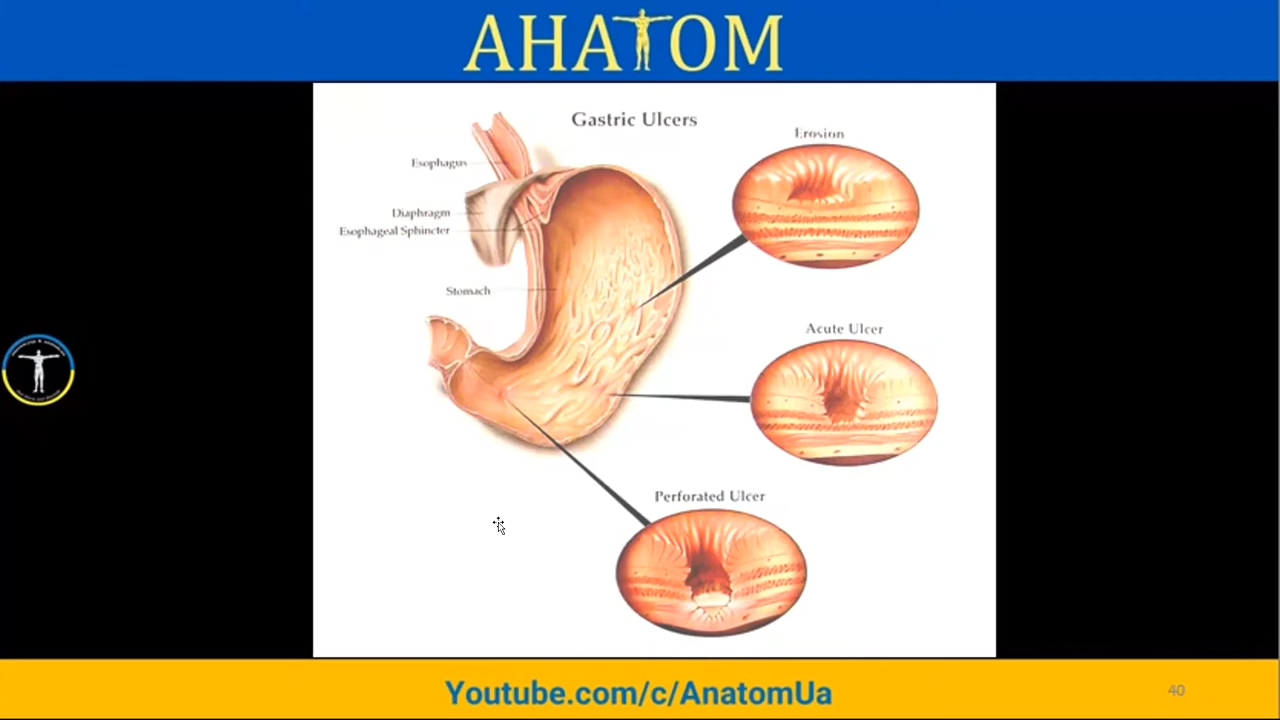 АНАТОМ
Gastric Ulcers
Erosion
Esophagus
Diaphragm
Esophageal Sphincter
Stomach
Acute Ulcer
Perforated Ulcer
Youtube.com/c/AnatomUa
40